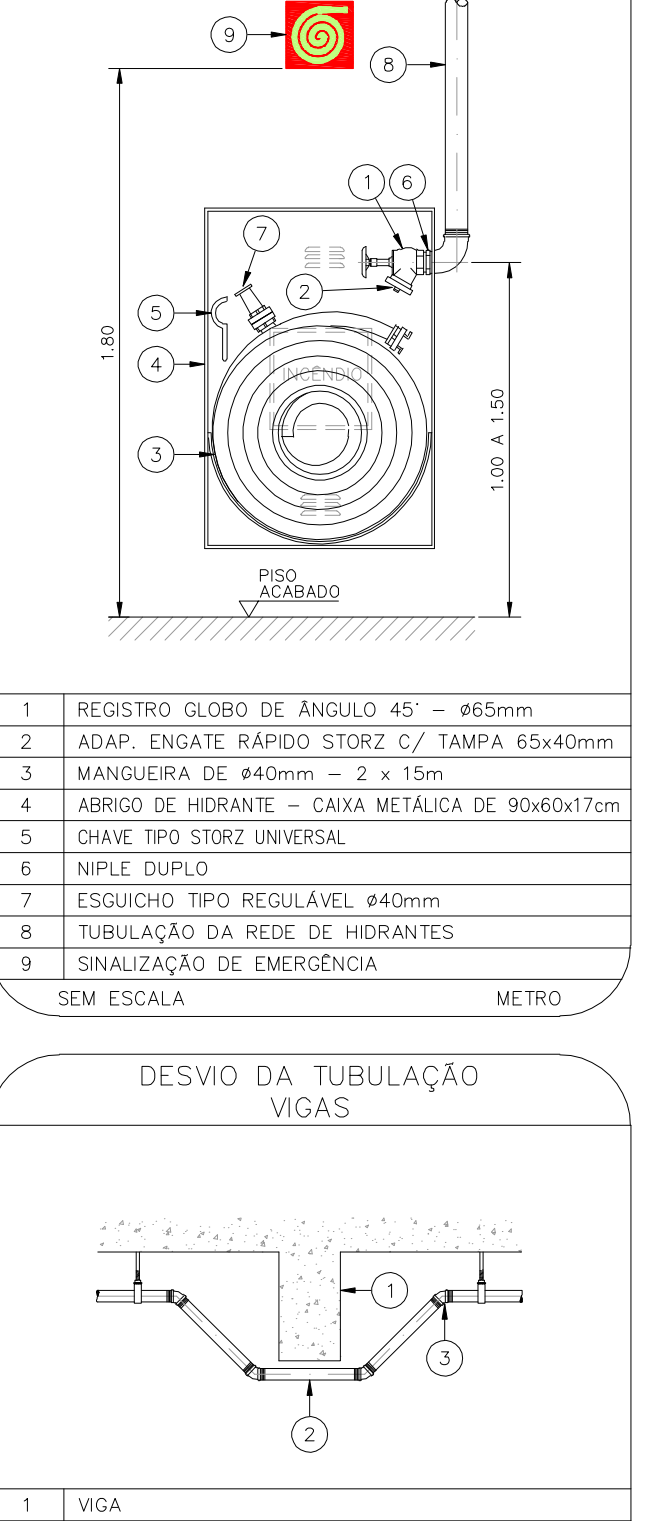 9
8
1 6
7
2
5
1.80
4
INCÊNDIO
1.00 A 1.50
3
PISO
ACABADO
1 REGISTRO GLOBO DE ÂNGULO 45° – ø65mm
2 ADAP. ENGATE RÁPIDO STORZ C/ TAMPA 65x40mm
3 MANGUEIRA DE ø40mm – 2 x 15m
4 ABRIGO DE HIDRANTE – CAIXA METÁLICA DE 90x60x17cm
5 CHAVE TIPO STORZ UNIVERSAL
6 NIPLE DUPLO
7 ESGUICHO TIPO REGULÁVEL ø40mm
8 TUBULAÇÃO DA REDE DE HIDRANTES
9 SINALIZAÇÃO DE EMERGÊNCIA
SEM ESCALA METRO
DESVIO DA TUBULAÇÃO
VIGAS
1
3
2
1 VIGA